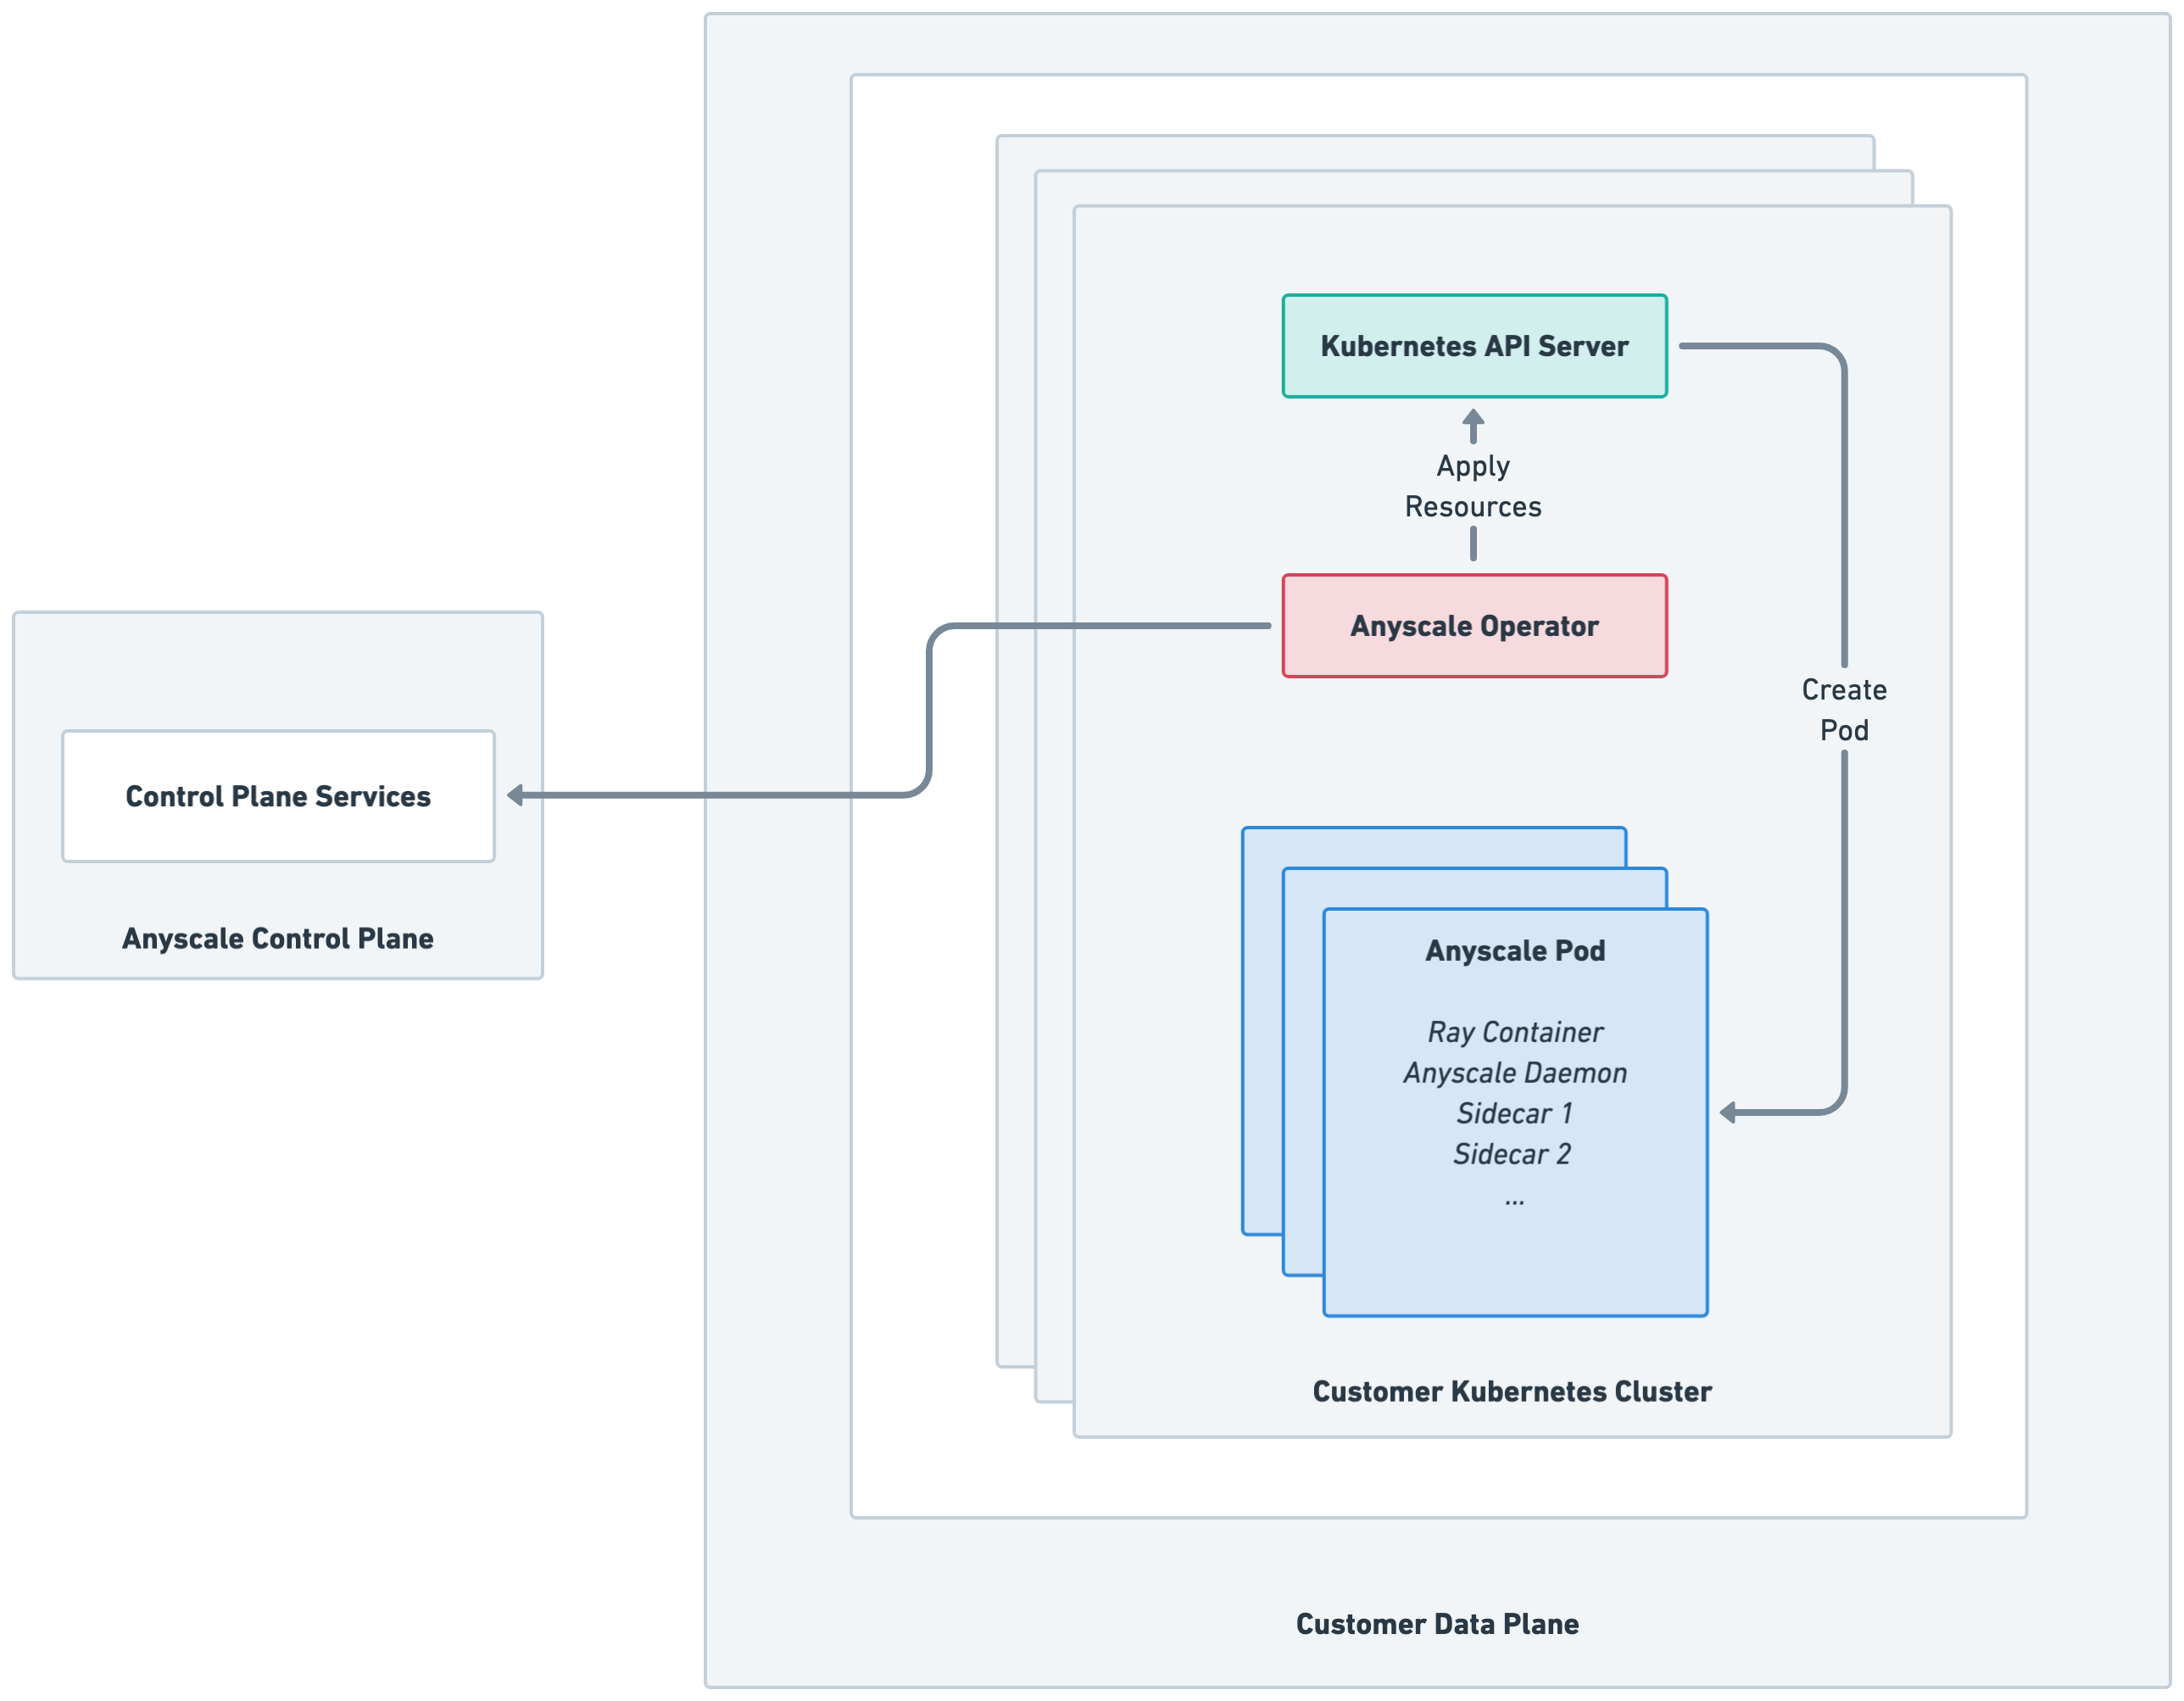 Kubernetes API Server
Apply
Resources
Anyscale Operator
Create
Pod
Control Plane Services
Anyscale Control Plane
Anyscale Pod
Ray Container
Anyscale Daemon
Sidecar 1
Sidecar 2
...
Customer Kubernetes Cluster
Customer Data Plane